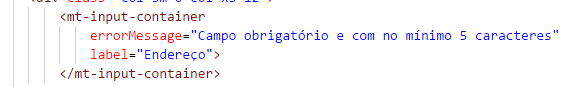 <mt-input-container
errorMessage="Campo obrigatório e com no mínimo 5 caracteres"
label="Endereço">
</mt-input-container>